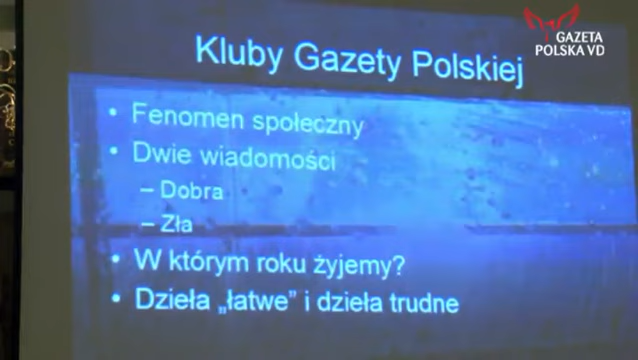 GAZETA
POLSKA VD
Kluby Gazety Polskiej
• Fenomen społeczny
• Dwie wiadomości
– Dobra
– Zła
• W którym roku żyjemy?
• Dzieła „łatwe” i dzieła trudne